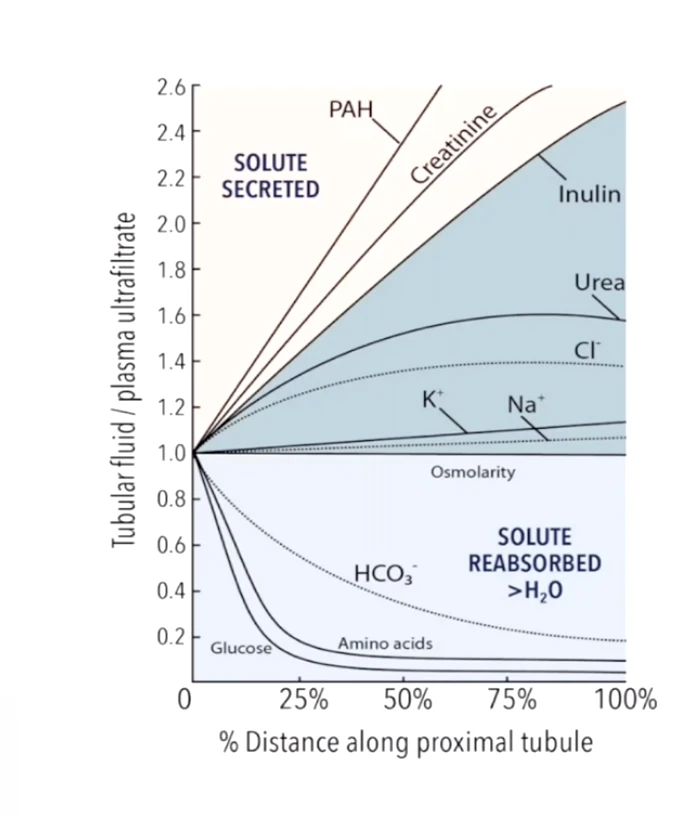 2.6
2.4
2.2
2.0
1.8
1.6
1.4
1.2
1.0
0.8
0.6
0.4
0.2
Tubular fluid / plasma ultrafiltrate
SOLUTE
SECRETED
PAH
Creatinine
Inulin
Urea
Cl⁻
K⁺
Na⁺
Osmolarity
SOLUTE
REABSORBED
>H₂O
HCO₃⁻
Amino acids
Glucose
0 25% 50% 75% 100%
% Distance along proximal tubule